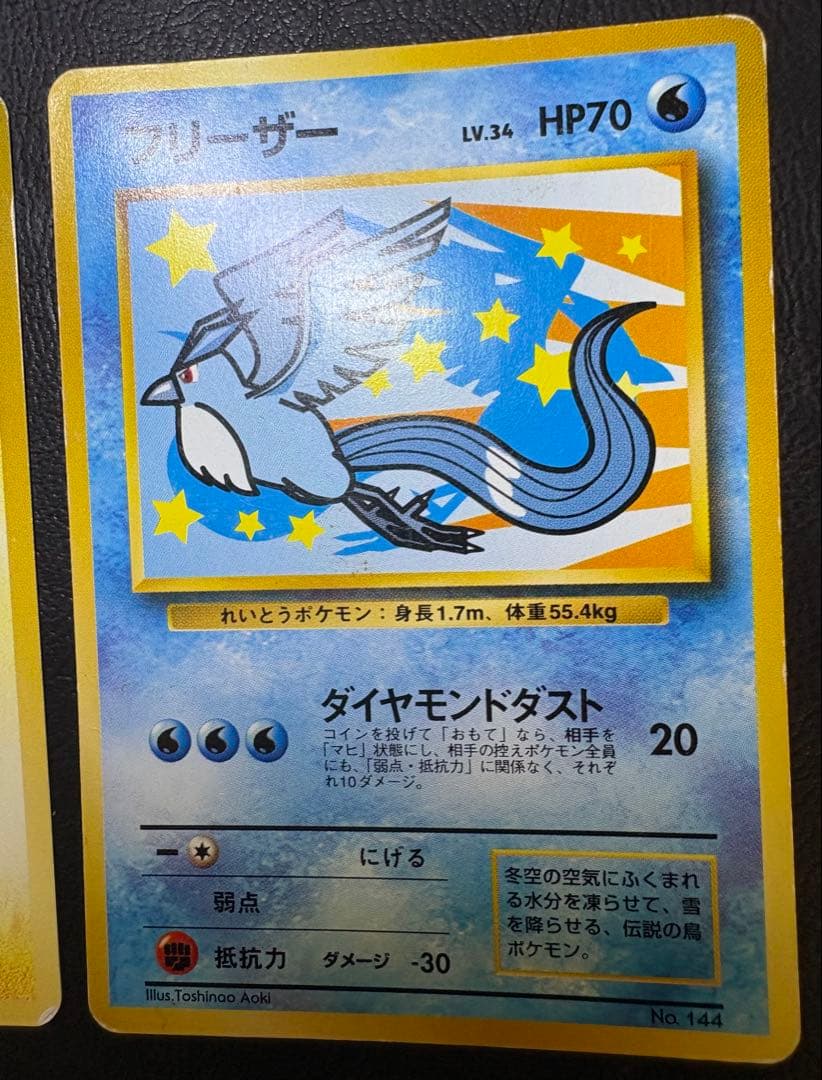 フリーザー LV.34 HP70
れいとうポケモン：身長1.7m、体重55.4kg
ダイヤモンドダスト 20
コインを投げて「おもて」なら、相手を
「マヒ」状態にし、相手の控えポケモン全員
にも、「弱点・抵抗力」に関係なく、それぞ
れ10ダメージ。
にげる
弱点
抵抗力 ダメージ -30
冬空の空気にふくまれ
る水分を凍らせて、雪
を降らせる、伝説の鳥
ポケモン。
Illus.Toshinao Aoki
No. 144